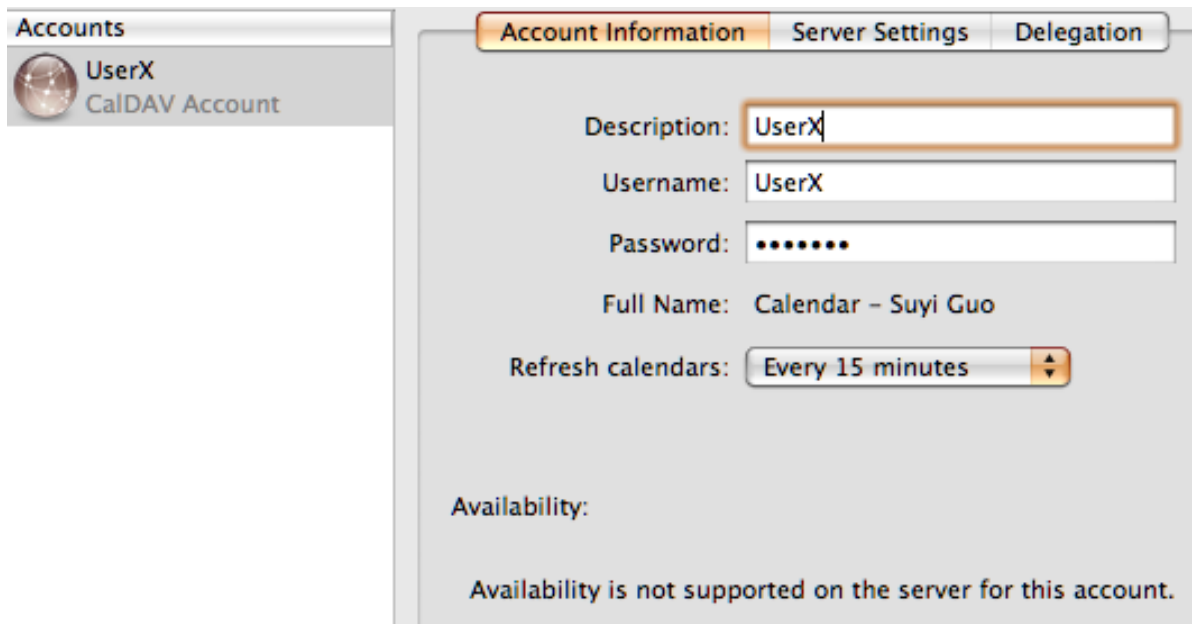 Accounts
UserX
CalDAV Account
Account Information Server Settings Delegation
Description: UserX
Username: UserX
Password: •••••••
Full Name: Calendar – Suyi Guo
Refresh calendars: Every 15 minutes
Availability:
Availability is not supported on the server for this account.